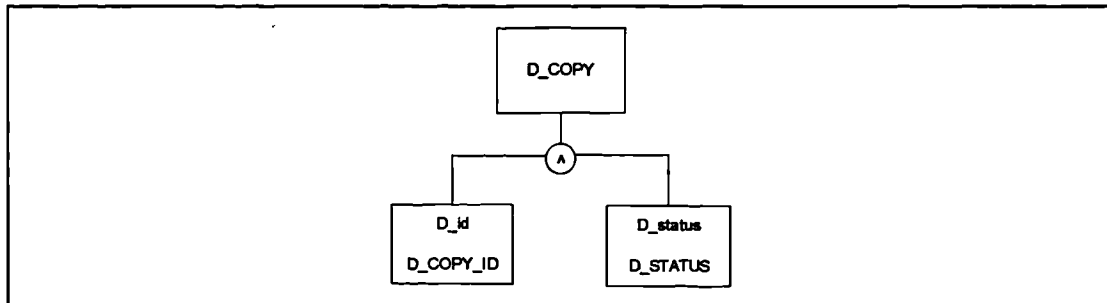 D_COPY
∧
D_id
D_COPY_ID
D_status
D_STATUS